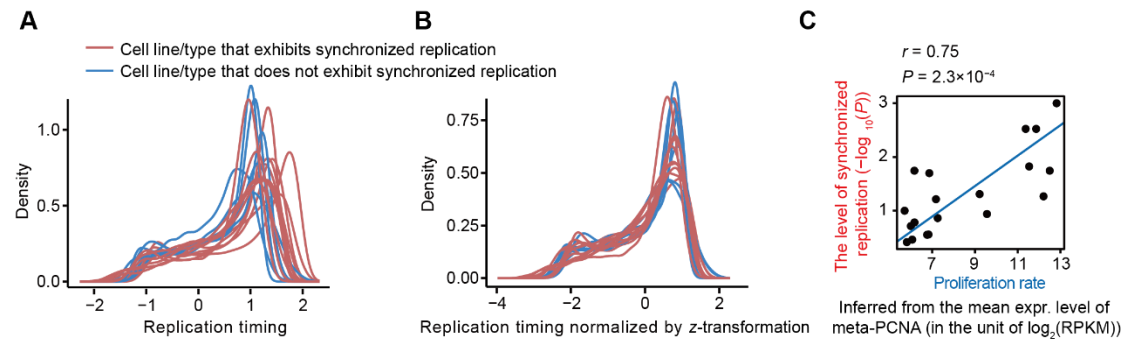 A
Cell line/type that exhibits synchronized replication
Cell line/type that does not exhibit synchronized replication
Density
1.0
0.5
0.0
−2
−1
0
1
2
Replication timing
B
Density
0.75
0.50
0.25
0.00
−4
−2
0
2
Replication timing normalized by z-transformation
C
r = 0.75
P = 2.3×10⁻⁴
The level of synchronized
replication (−log ₁₀(P))
3
2
1
7
9
11
13
Proliferation rate
Inferred from the mean expr. level of
meta-PCNA (in the unit of log₂(RPKM))